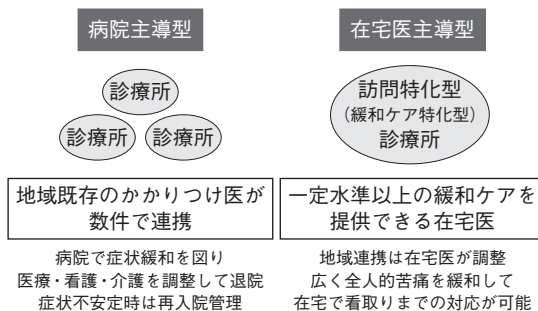 病院主導型
診療所
診療所
診療所
地域既存のかかりつけ医が
数件で連携
病院で症状緩和を図り
医療・看護・介護を調整して退院
症状不安定時は再入院管理
在宅医主導型
訪問特化型
（緩和ケア特化型）
診療所
一定水準以上の緩和ケアを
提供できる在宅医
地域連携は在宅医が調整
広く全人的苦痛を緩和して
在宅で看取りまでの対応が可能